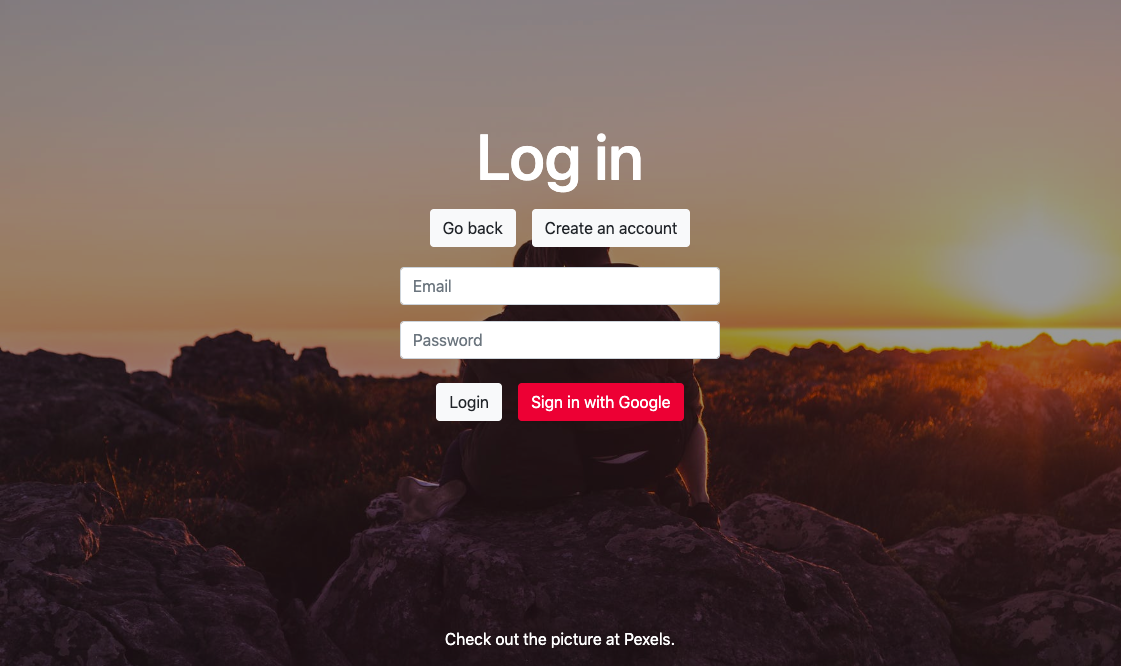 Log in
Go back Create an account
Email
Password
Login Sign in with Google
Check out the picture at Pexels.